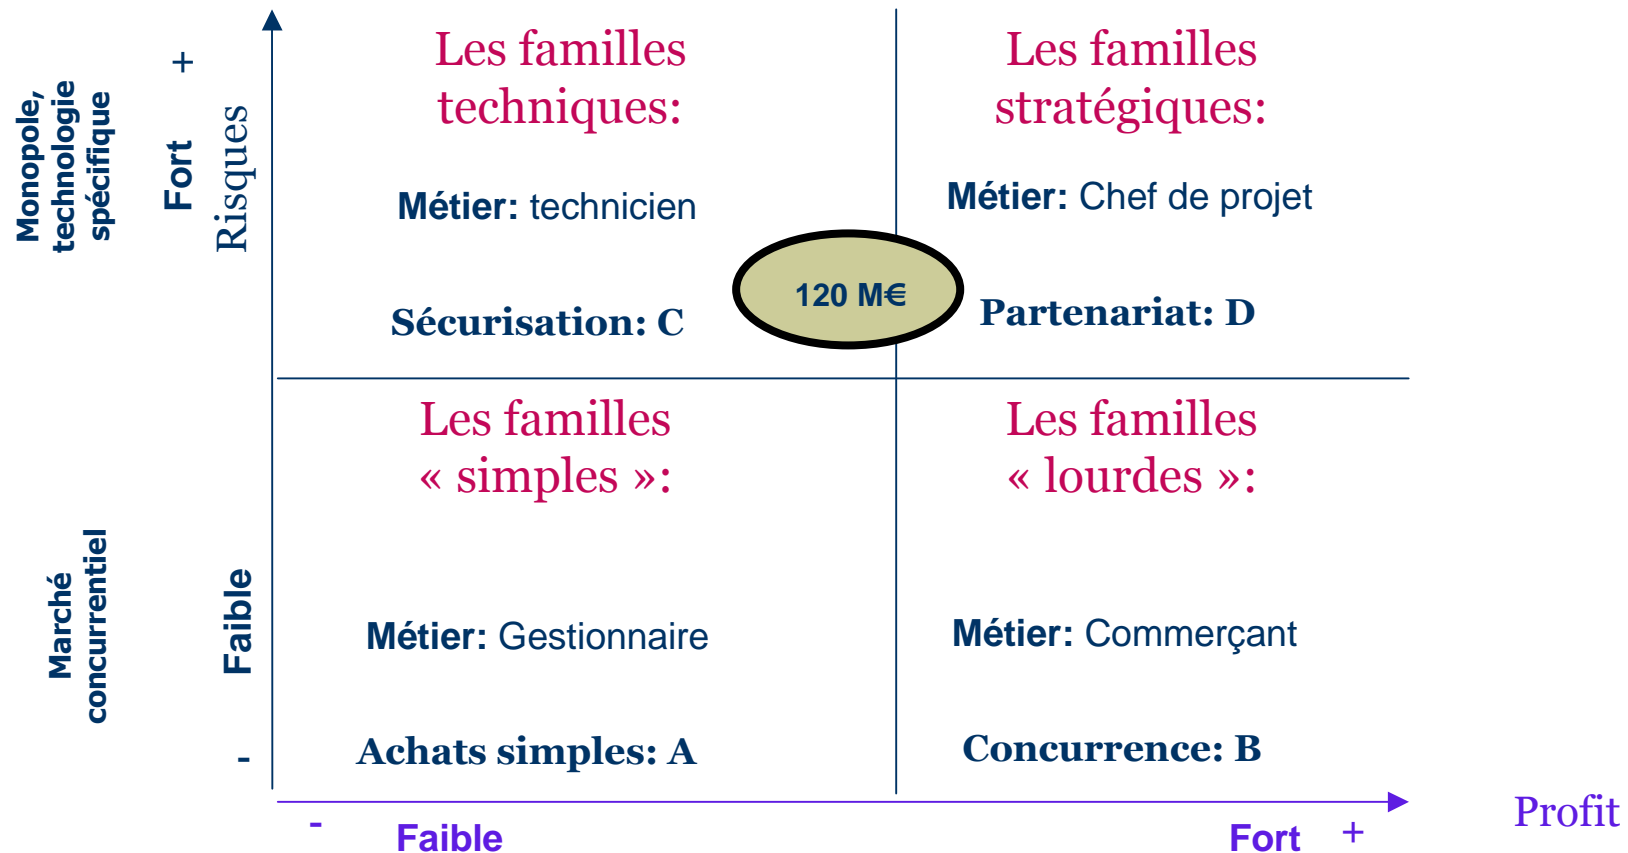 Monopole,
technologie
spécifique
Fort
+
Risques
Les familles
techniques:
Métier: technicien
Sécurisation: C
Les familles
stratégiques:
Métier: Chef de projet
Partenariat: D
120 M€
Marché
concurrentiel
Faible
-
Les familles
« simples »:
Métier: Gestionnaire
Achats simples: A
Les familles
« lourdes »:
Métier: Commerçant
Concurrence: B
-
Faible
Fort
+
Profit